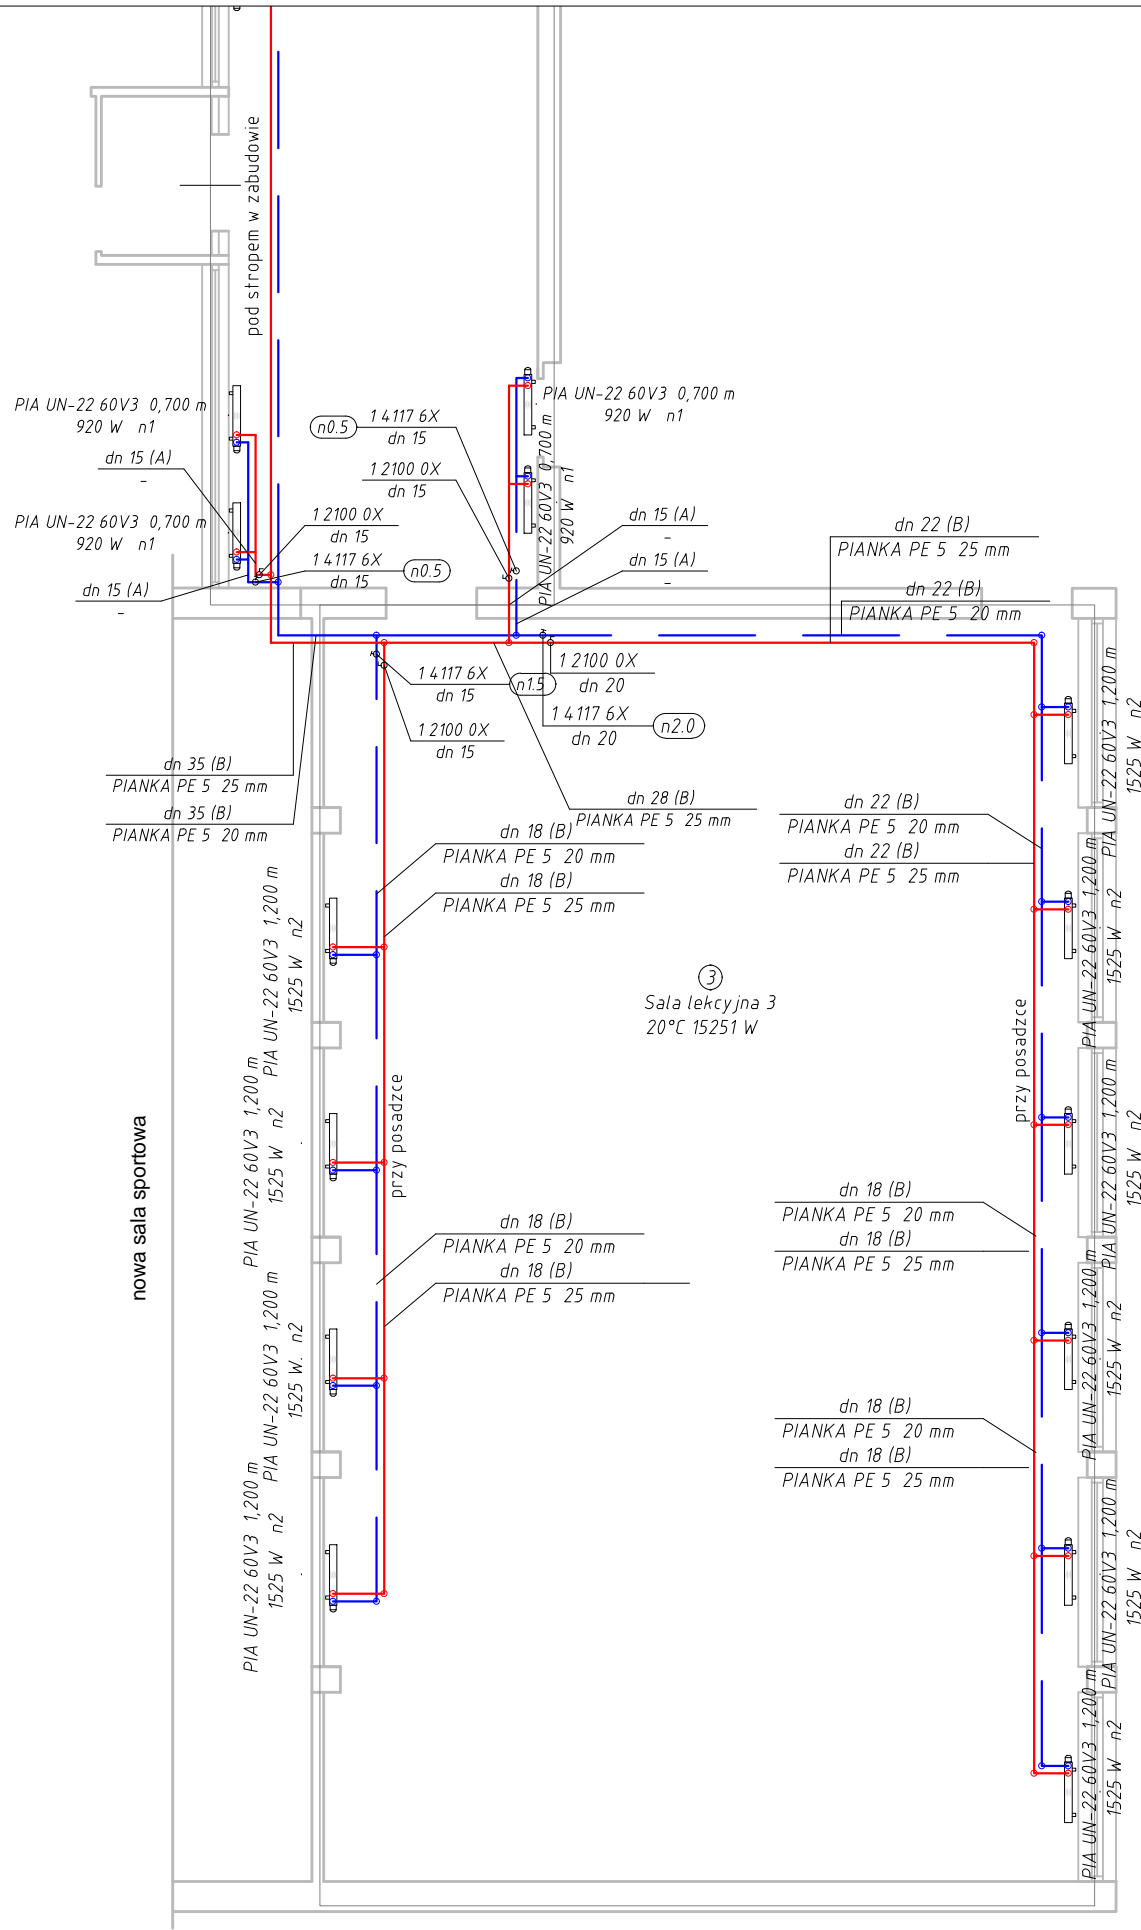 pod stropem w zabudowie
PIA UN-22 60V3 0,700 m
920 W n1
dn 15 (A)
-
PIA UN-22 60V3 0,700 m
920 W n1
dn 15 (A)
-
1 2100 0X
dn 15
1 4117 6X
dn 15
n0.5
n0.5
1 4117 6X
dn 15
1 2100 0X
dn 15
PIA UN-22 60V3 0,700 m
920 W n1
PIA UN-22 60V3 0,700 m
920 W n1
dn 15 (A)
-
dn 15 (A)
-
dn 22 (B)
PIANKA PE 5 25 mm
dn 22 (B)
PIANKA PE 5 20 mm
1 4117 6X
dn 15
n1.5
1 2100 0X
dn 15
1 2100 0X
dn 20
1 4117 6X
dn 20
n2.0
dn 35 (B)
PIANKA PE 5 25 mm
dn 35 (B)
PIANKA PE 5 20 mm
dn 28 (B)
PIANKA PE 5 25 mm
dn 18 (B)
PIANKA PE 5 20 mm
dn 18 (B)
PIANKA PE 5 25 mm
dn 22 (B)
PIANKA PE 5 20 mm
dn 22 (B)
PIANKA PE 5 25 mm
PIA UN-22 60V3 1,200 m
1525 W n2
PIA UN-22 60V3 1,200 m
1525 W n2
PIA UN-22 60V3 1,200 m
1525 W n2
3
Sala lekcyjna 3
20°C 15251 W
przy posadzce
przy posadzce
nowa sala sportowa
PIA UN-22 60V3 1,200 m
1525 W n2
PIA UN-22 60V3 1,200 m
1525 W n2
dn 18 (B)
PIANKA PE 5 20 mm
dn 18 (B)
PIANKA PE 5 25 mm
dn 18 (B)
PIANKA PE 5 20 mm
dn 18 (B)
PIANKA PE 5 25 mm
PIA UN-22 60V3 1,200 m
1525 W. n2
PIA UN-22 60V3 1,200 m
1525 W n2
dn 18 (B)
PIANKA PE 5 20 mm
dn 18 (B)
PIANKA PE 5 25 mm
PIA UN-22 60V3 1,200 m
1525 W n2
PIA UN-22 60V3 1,200 m
1525 W n2
PIA UN-22 60V3 1,200 m
1525 W n2